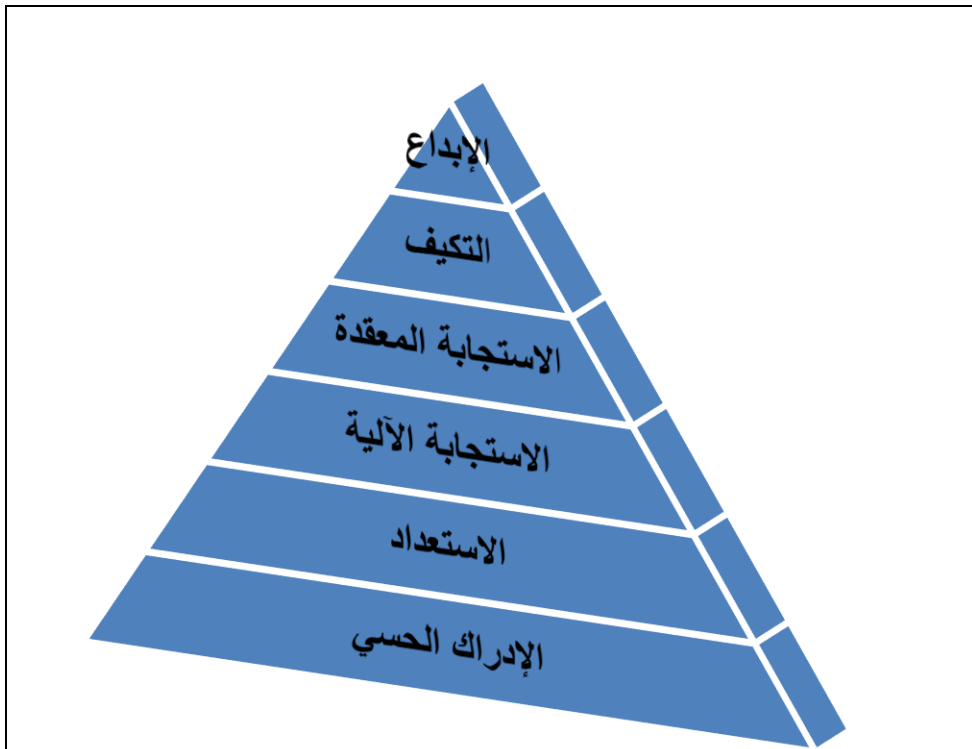 الإبداع
التكيف
الاستجابة المعقدة
الاستجابة الآلية
الاستعداد
الإدراك الحسي